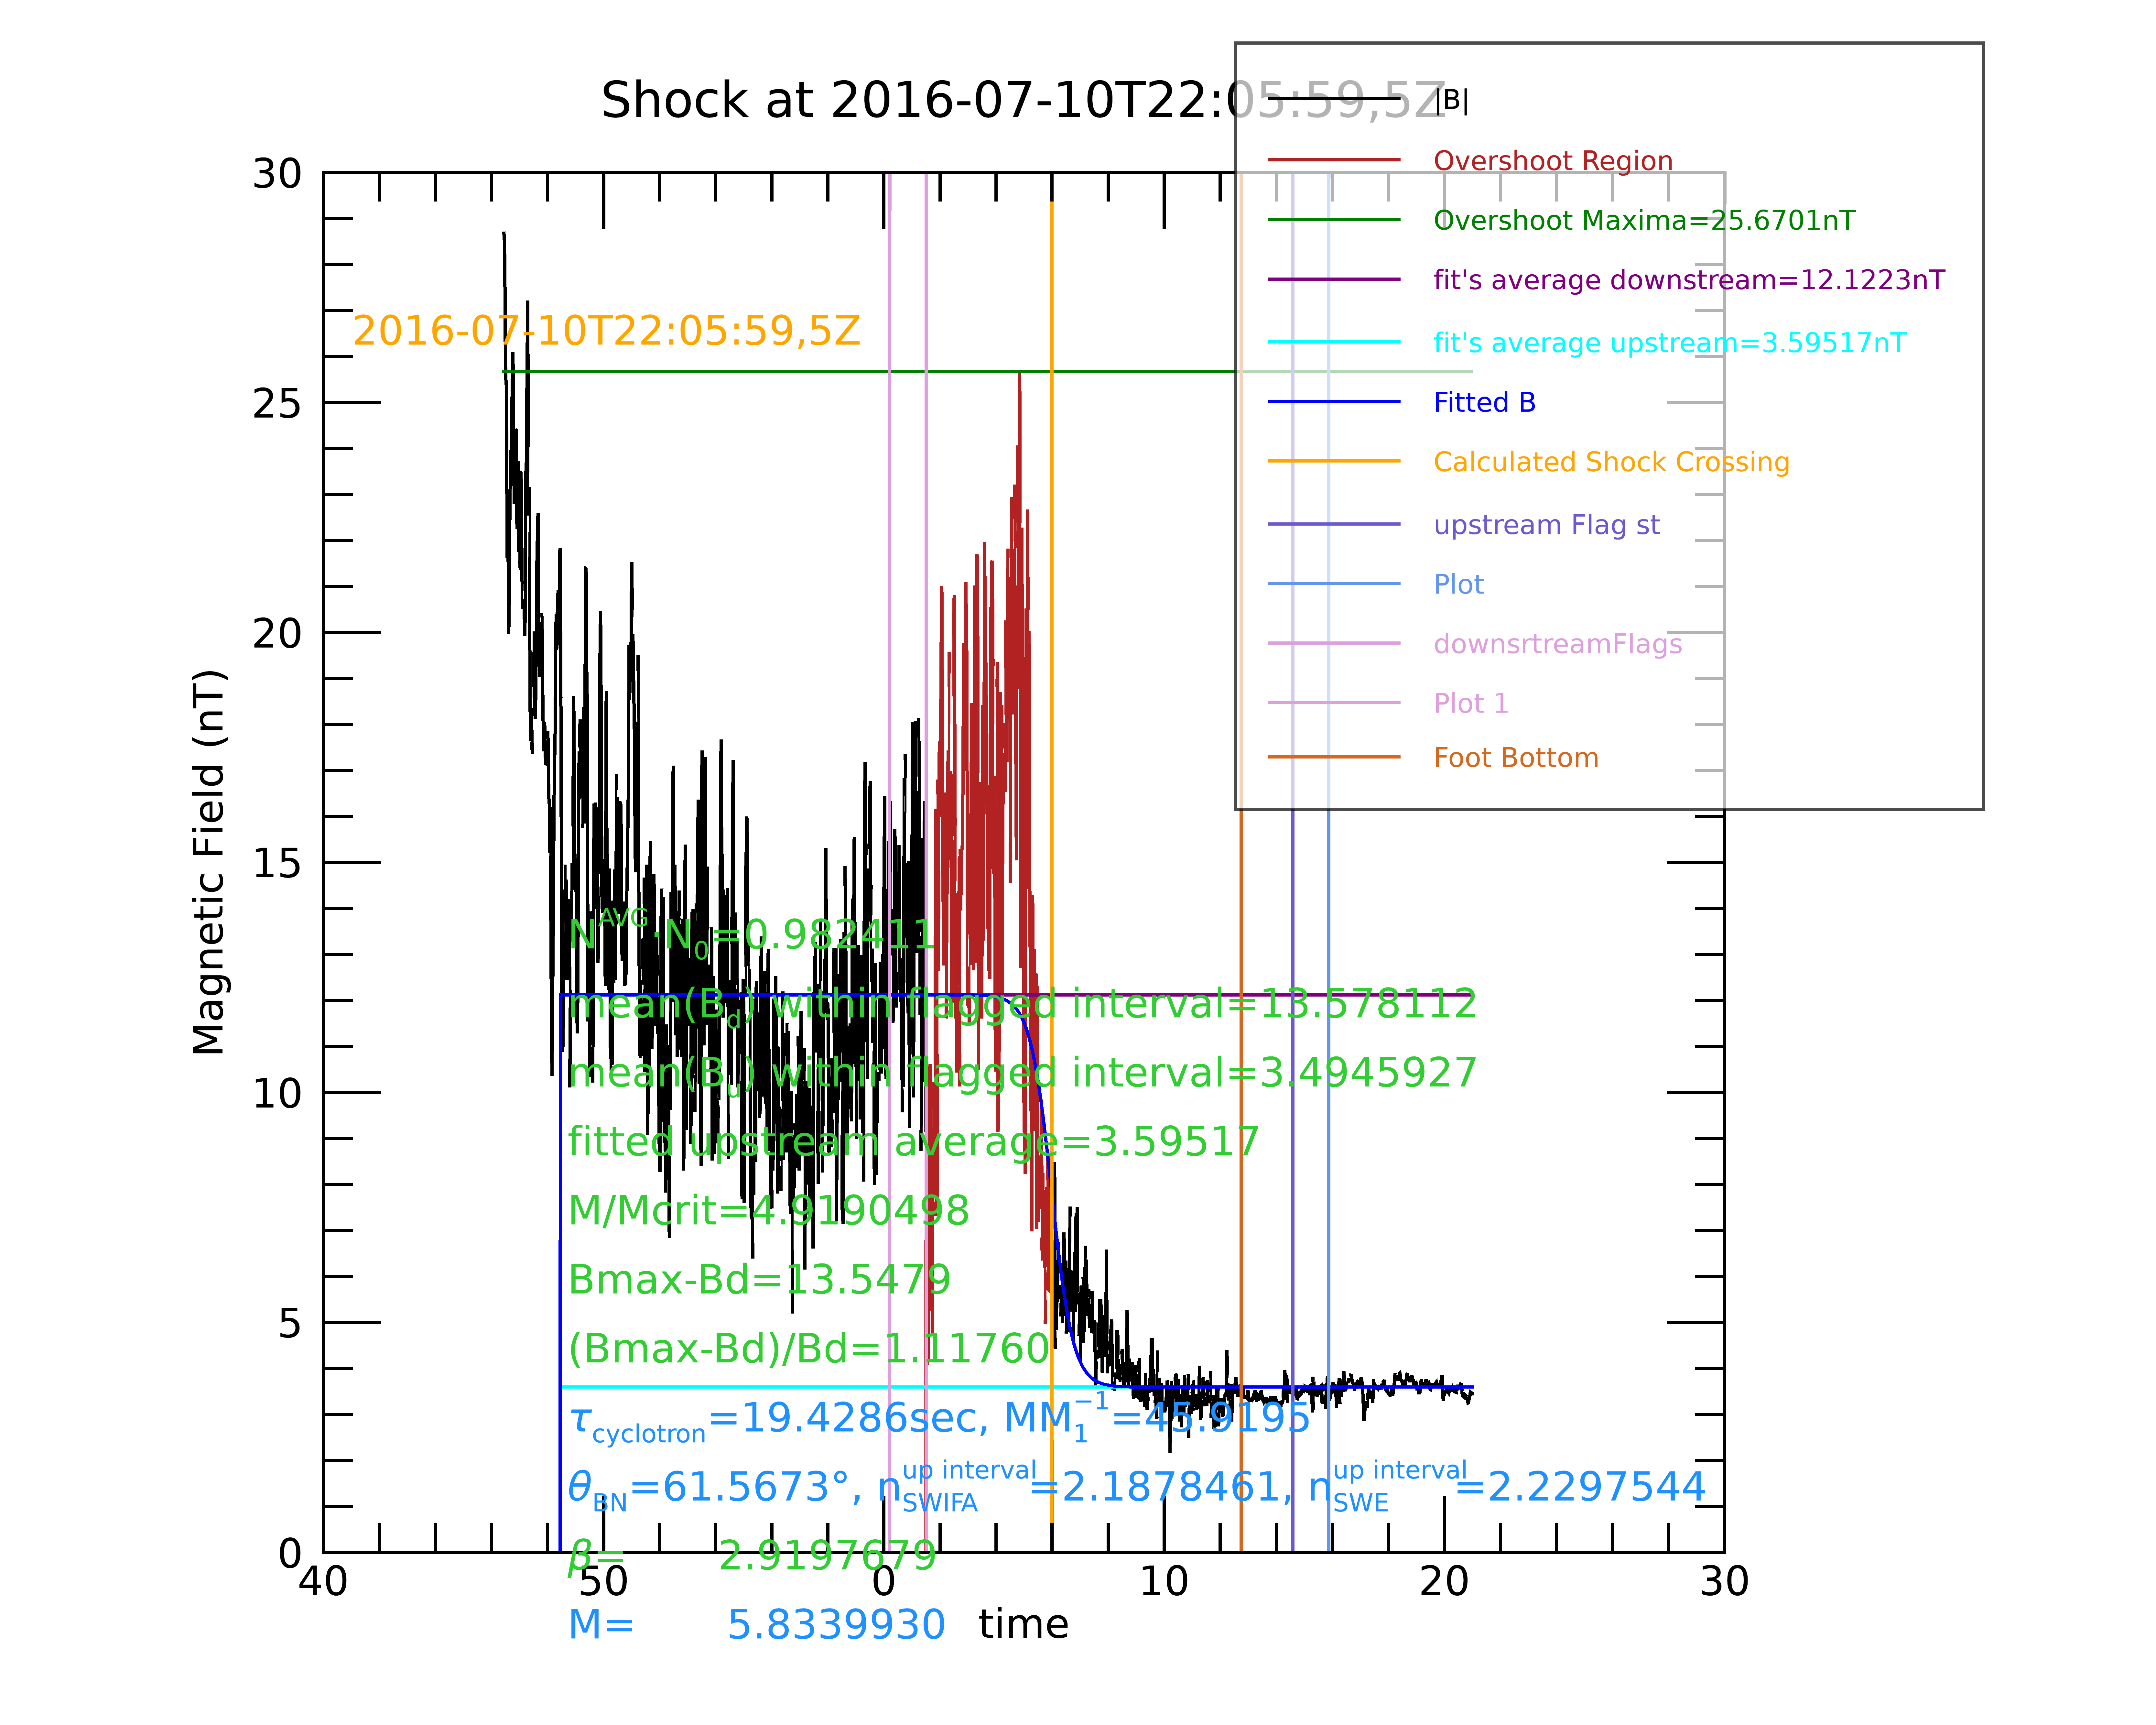 Shock at 2016-07-10T22:05:59,5Z
|B|
Overshoot Region
Overshoot Maxima=25.6701nT
fit's average downstream=12.1223nT
fit's average upstream=3.59517nT
Fitted B
Calculated Shock Crossing
upstream Flag st
Plot
downsrtreamFlags
Plot 1
Foot Bottom
2016-07-10T22:05:59,5Z
30
25
20
15
10
5
0
Magnetic Field (nT)
N^AVG·N_0=0.982411
mean(B_d) within flagged interval=13.578112
mean(B_u) within flagged interval=3.4945927
fitted upstream average=3.59517
M/Mcrit=4.9190498
Bmax-Bd=13.5479
(Bmax-Bd)/Bd=1.11760
τ_cyclotron=19.4286sec, MM_1^−1=45.9195
θ_BN=61.5673°, n_SWIFA^up interval=2.1878461, n_SWE^up interval=2.2297544
β= 2.9197679
40 50 0 10 20 30
M= 5.8339930
time